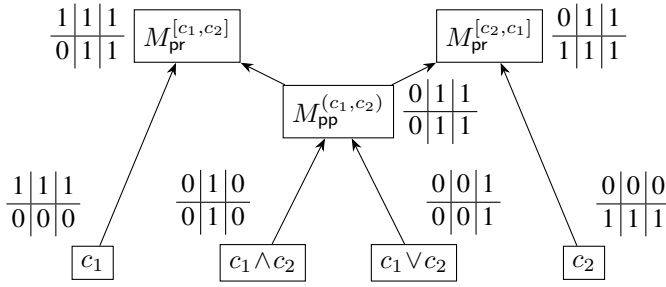 1 1 1
0 1 1
M_pr^[c₁,c₂]
M_pr^[c₂,c₁]
0 1 1
1 1 1
M_pp^(c₁,c₂)
0 1 1
0 1 1
1 1 1
0 0 0
0 1 0
0 1 0
0 0 1
0 0 1
0 0 0
1 1 1
c₁
c₁∧c₂
c₁∨c₂
c₂